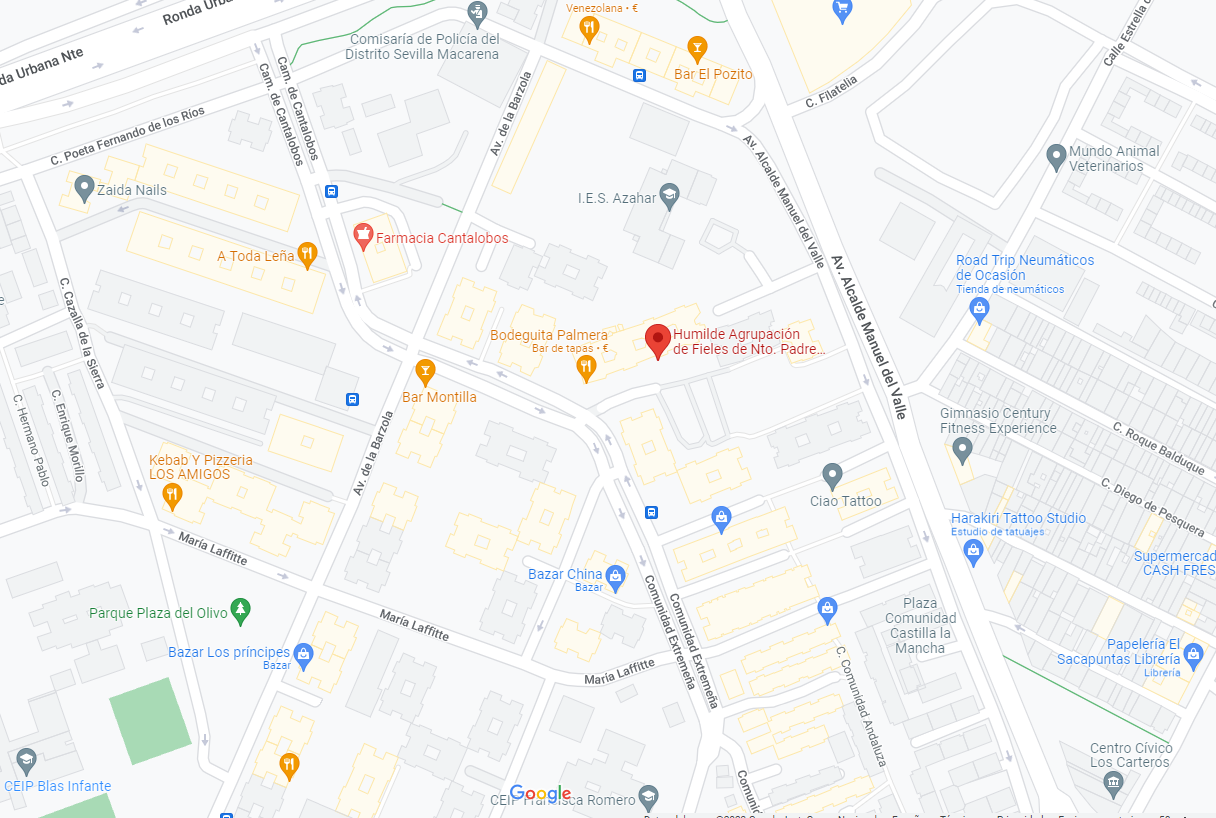 Venezolana • €
Ronda Urba
Comisaría de Policía del
Distrito Sevilla Macarena
Bar El Pozito
Calle Estrella
Urbana Nte
Cam. de Cantalobos
Cam. de Cantalobos
Av. de la Barzola
C. Filatelia
C. Poeta Fernando de los Rios
Av. Alcalde Manuel del Valle
Mundo Animal
Veterinarios
Zaida Nails
I.E.S. Azahar
Farmacia Cantalobos
A Toda Leña
Av. Alcalde Manuel del Valle
Road Trip Neumáticos
de Ocasión
Tienda de neumáticos
C. Cazalla de la Sierra
Bodeguita Palmera
Bar de tapas • €
Humilde Agrupación
de Fieles de Nto. Padre...
Bar Montilla
C. Hermano Pablo
C. Enrique Morillo
Av. de la Barzola
Gimnasio Century
Fitness Experience
C. Roque Balduque
Kebab Y Pizzeria
LOS AMIGOS
C. Diego de Pesquera
Ciao Tattoo
Harakiri Tattoo Studio
Estudio de tatuajes
María Laffitte
Supermercad
CASH FRES
Bazar China
Bazar
Comunidad Extremeña
Comunidad Extremeña
Parque Plaza del Olivo
María Laffitte
Plaza
Comunidad
Castilla la
Mancha
Bazar Los príncipes
Bazar
María Laffitte
C. Comunidad Andaluza
Papelería El
Sacapuntas Librería
Librería
Centro Cívico
Los Carteros
CEIP Blas Infante
Google
CEIP Francisca Romero